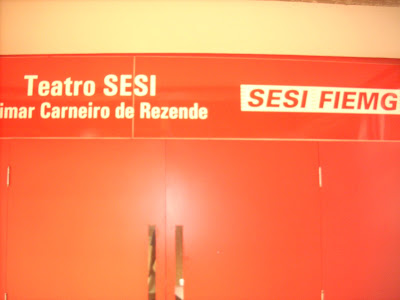 Teatro SESI
imar Carneiro de Rezende
SESI FIEMG